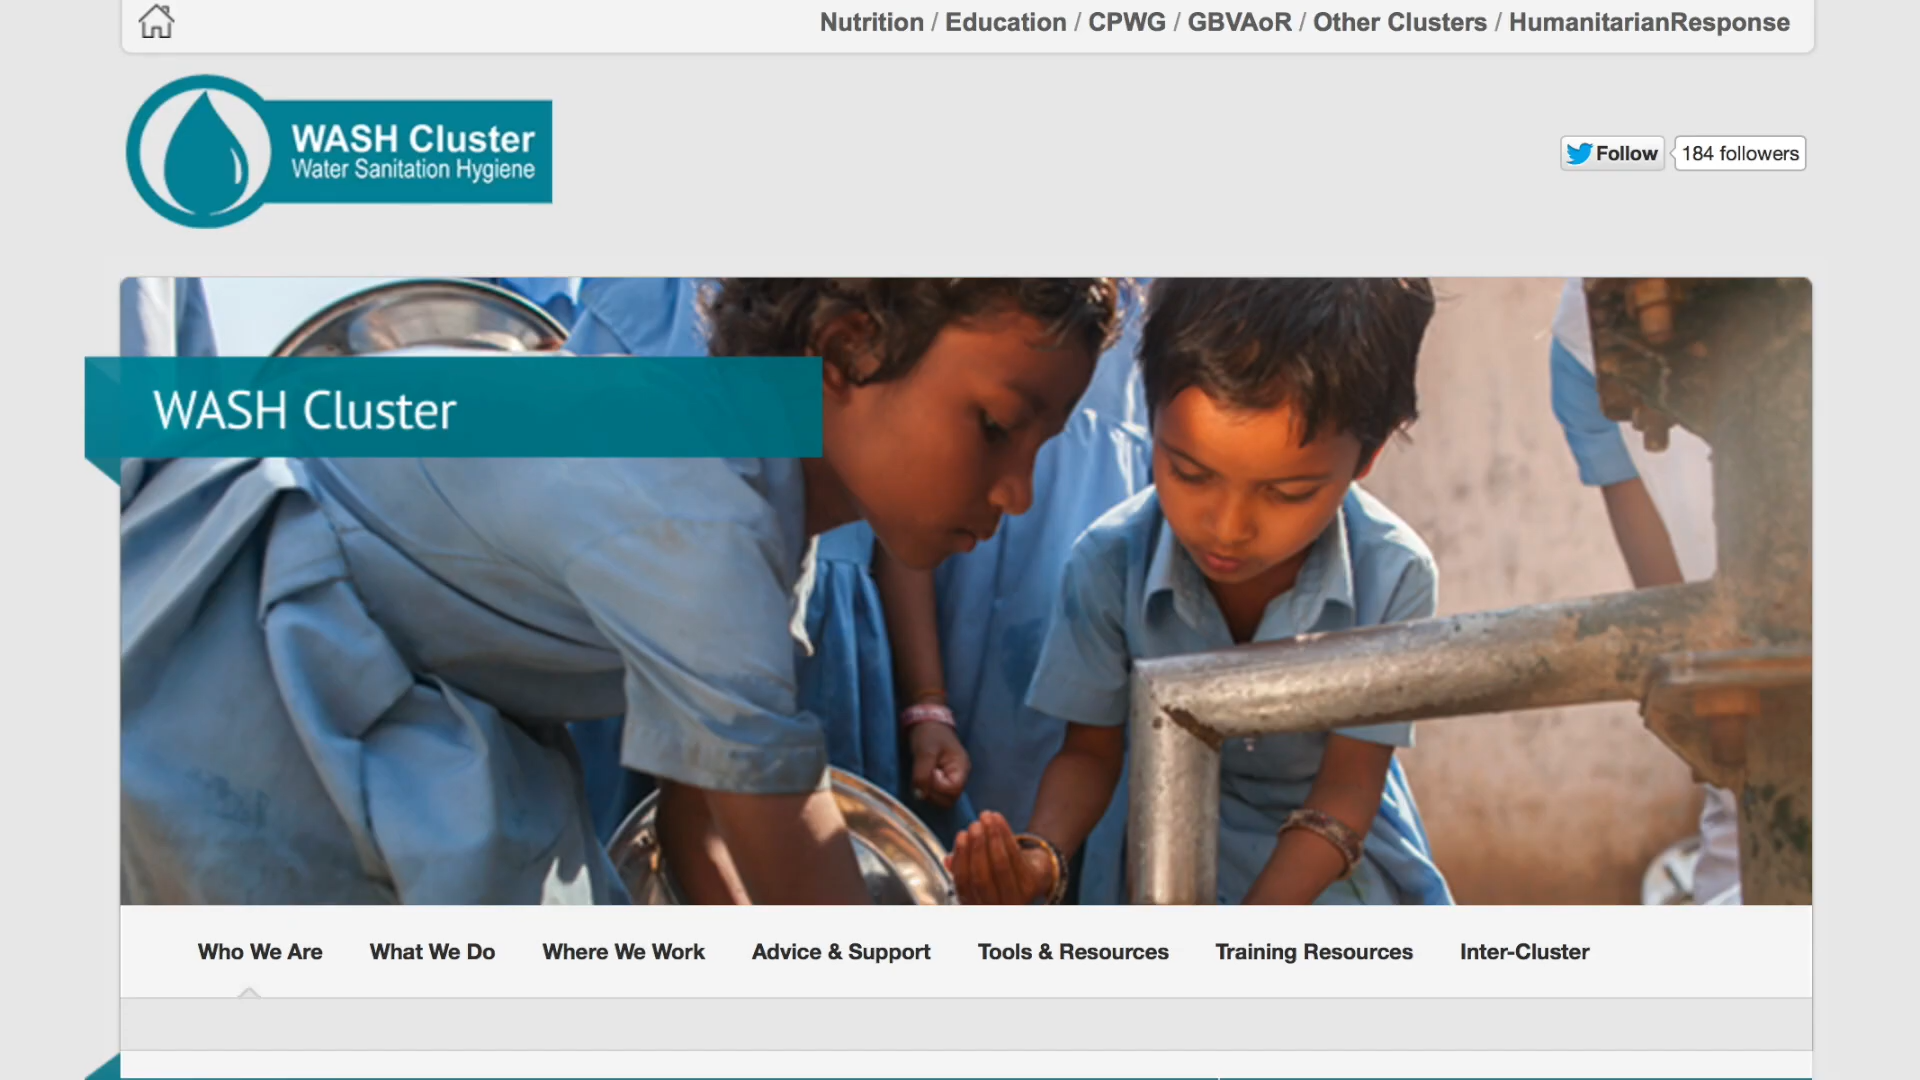 Nutrition / Education / CPWG / GBVAoR / Other Clusters / HumanitarianResponse
WASH Cluster
Water Sanitation Hygiene
Follow
184 followers
WASH Cluster
Who We Are
What We Do
Where We Work
Advice & Support
Tools & Resources
Training Resources
Inter-Cluster